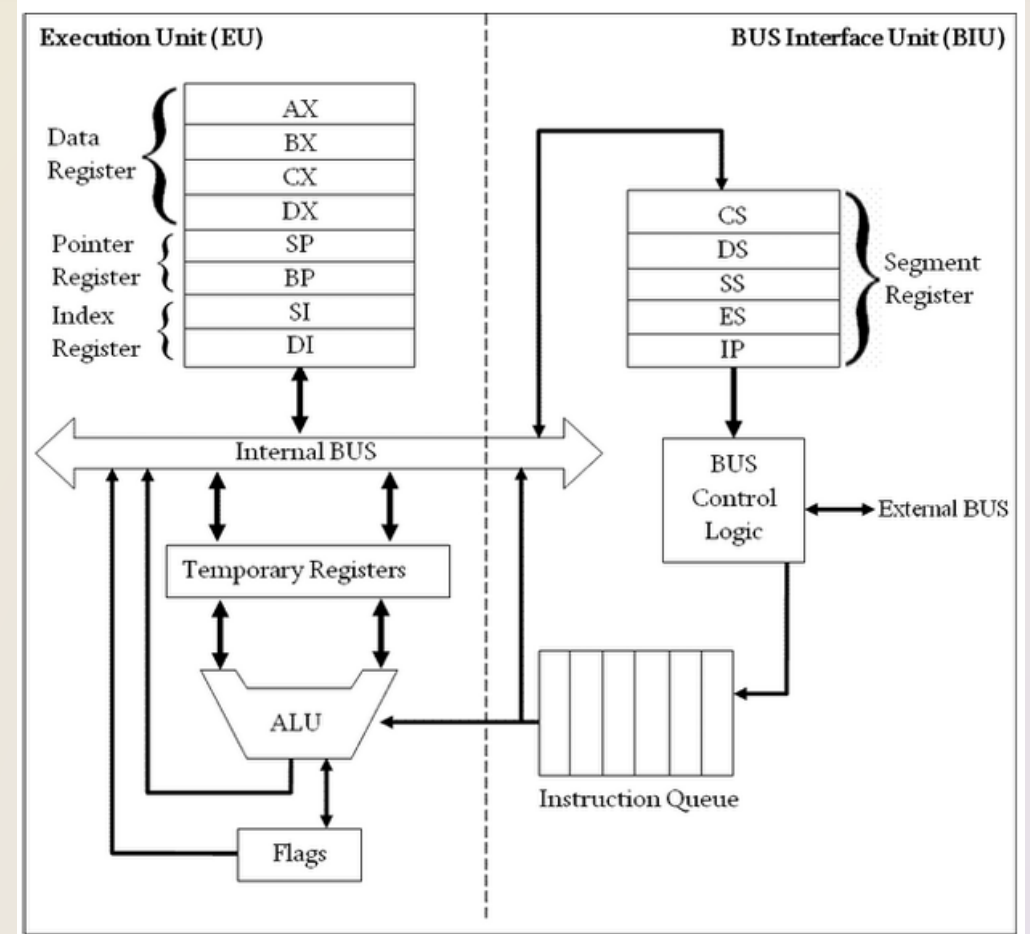 Execution Unit (EU)
BUS Interface Unit (BIU)
Data
Register
AX
BX
CX
DX
Pointer
Register
SP
BP
Index
Register
SI
DI
CS
DS
SS
ES
IP
Segment
Register
Internal BUS
BUS
Control
Logic
External BUS
Temporary Registers
ALU
Instruction Queue
Flags